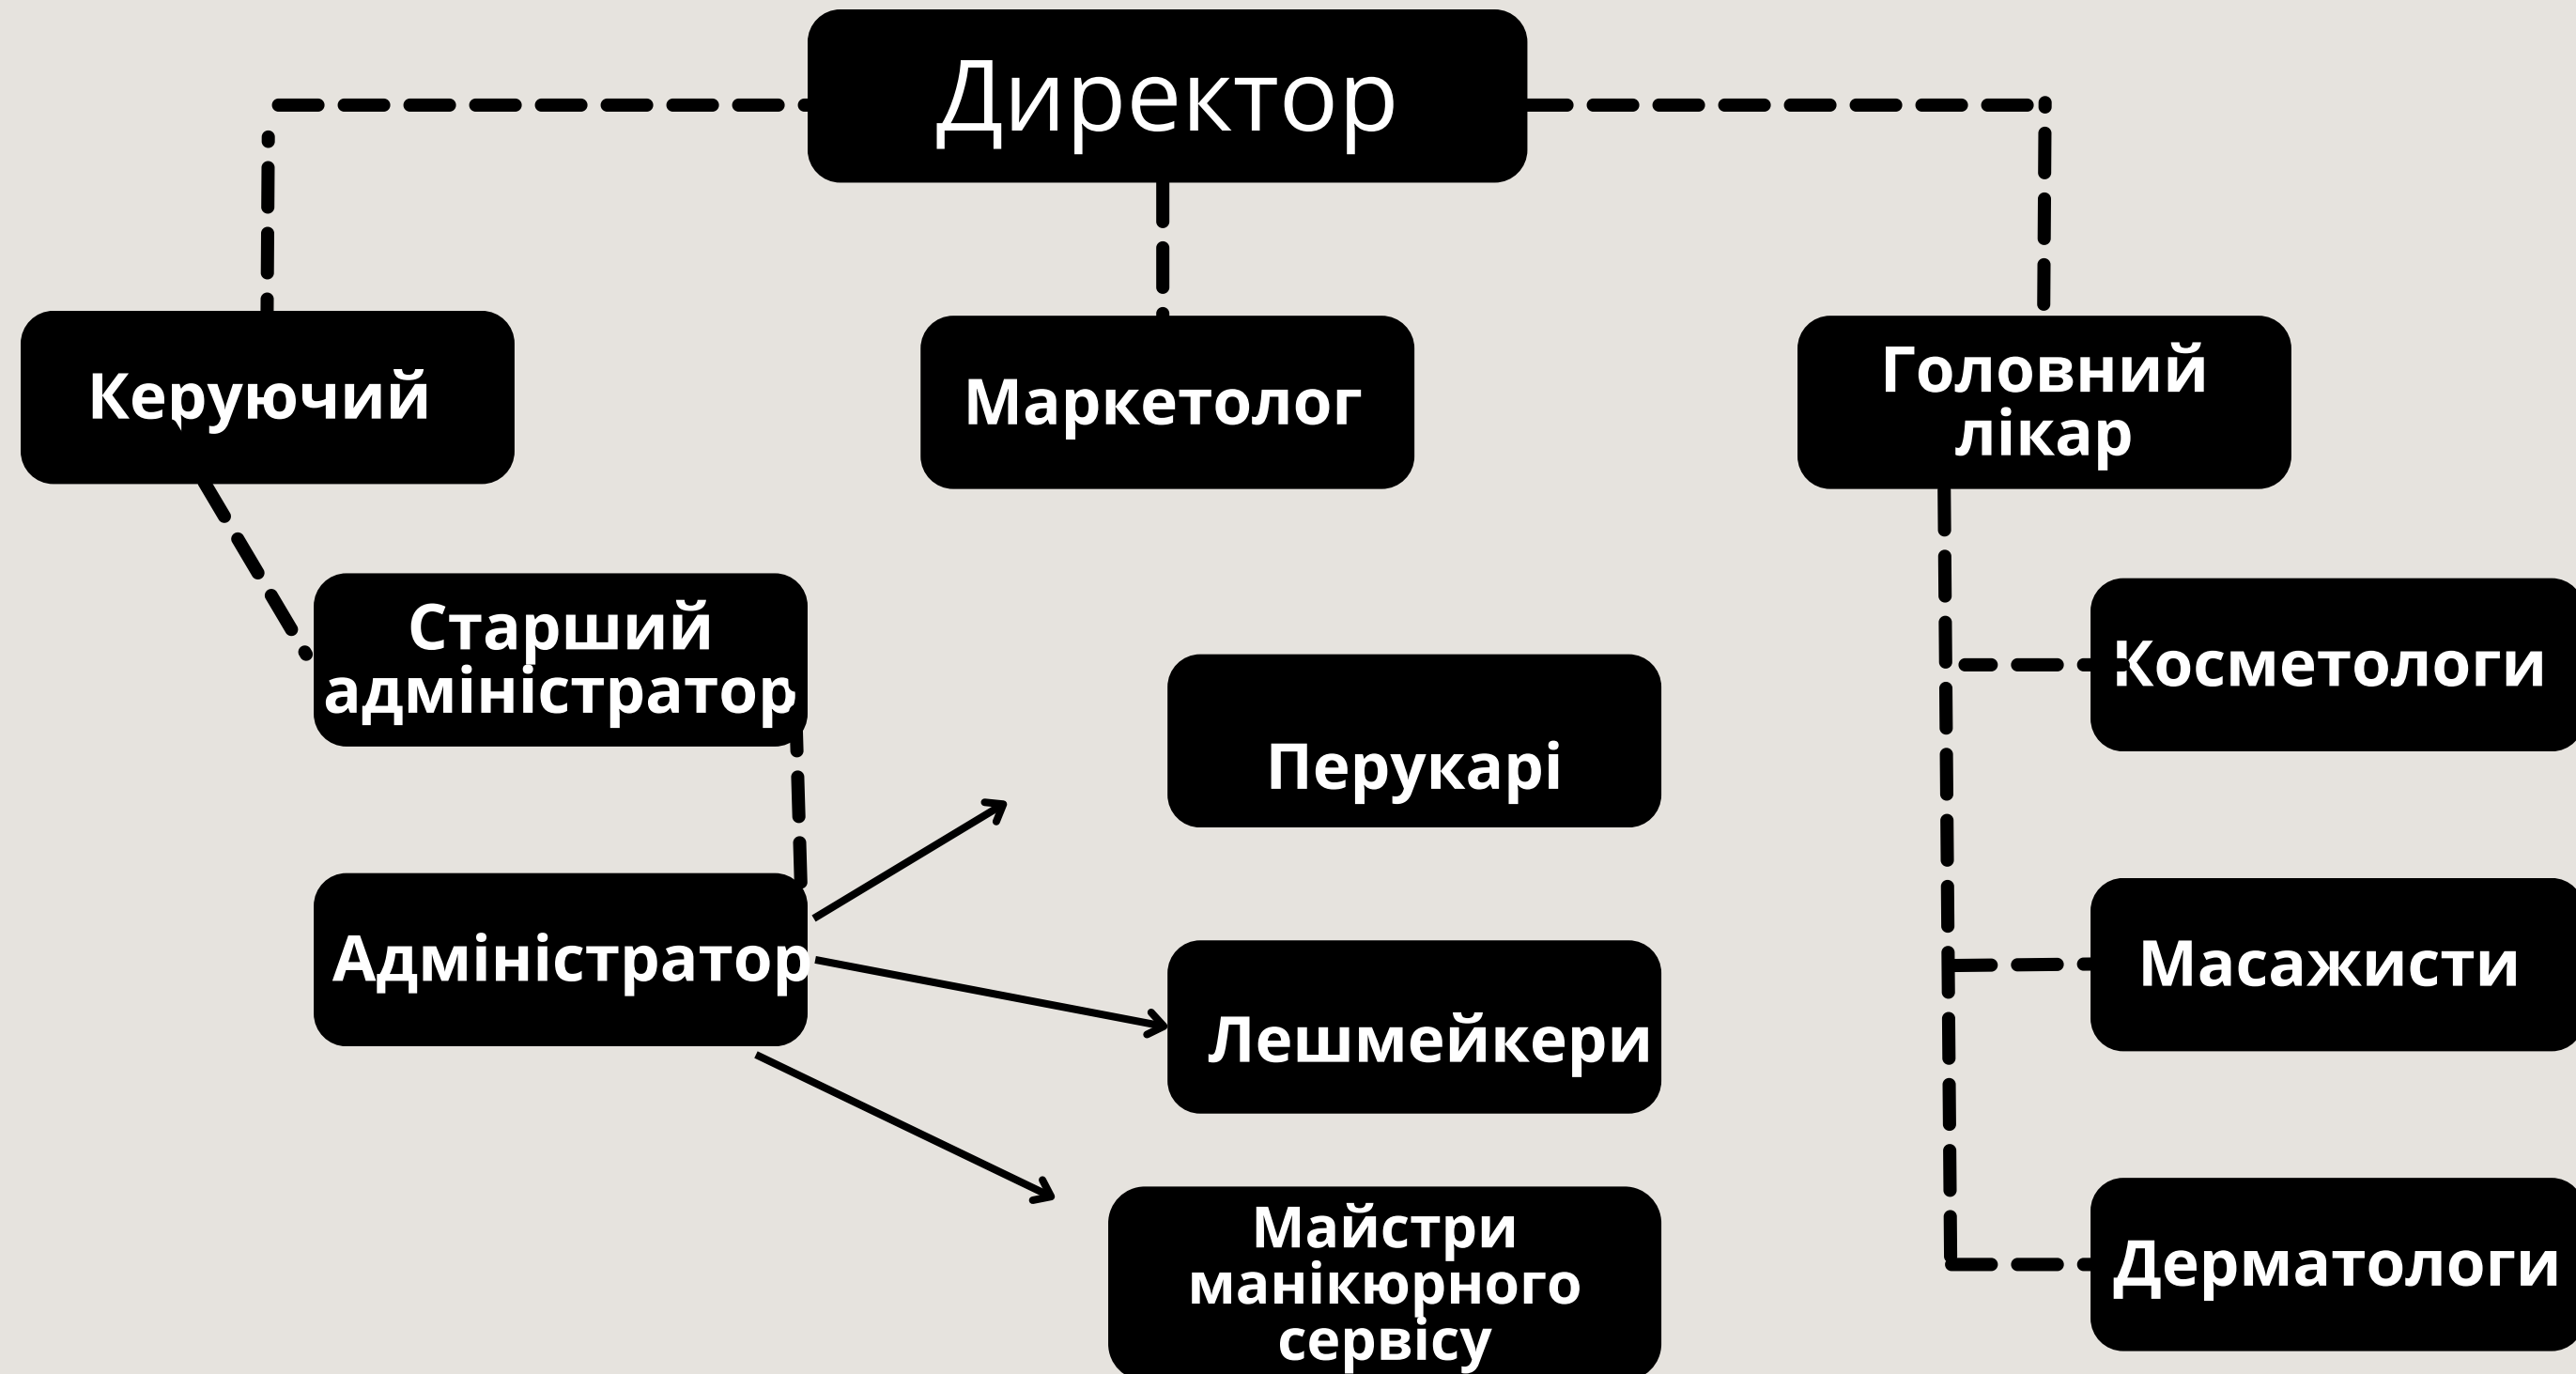 Директор
Керуючий
Маркетолог
Головний
лікар
Старший
адміністратор
Перукарі
Косметологи
Адміністратор
Лешмейкери
Масажисти
Майстри
манікюрного
сервісу
Дерматологи